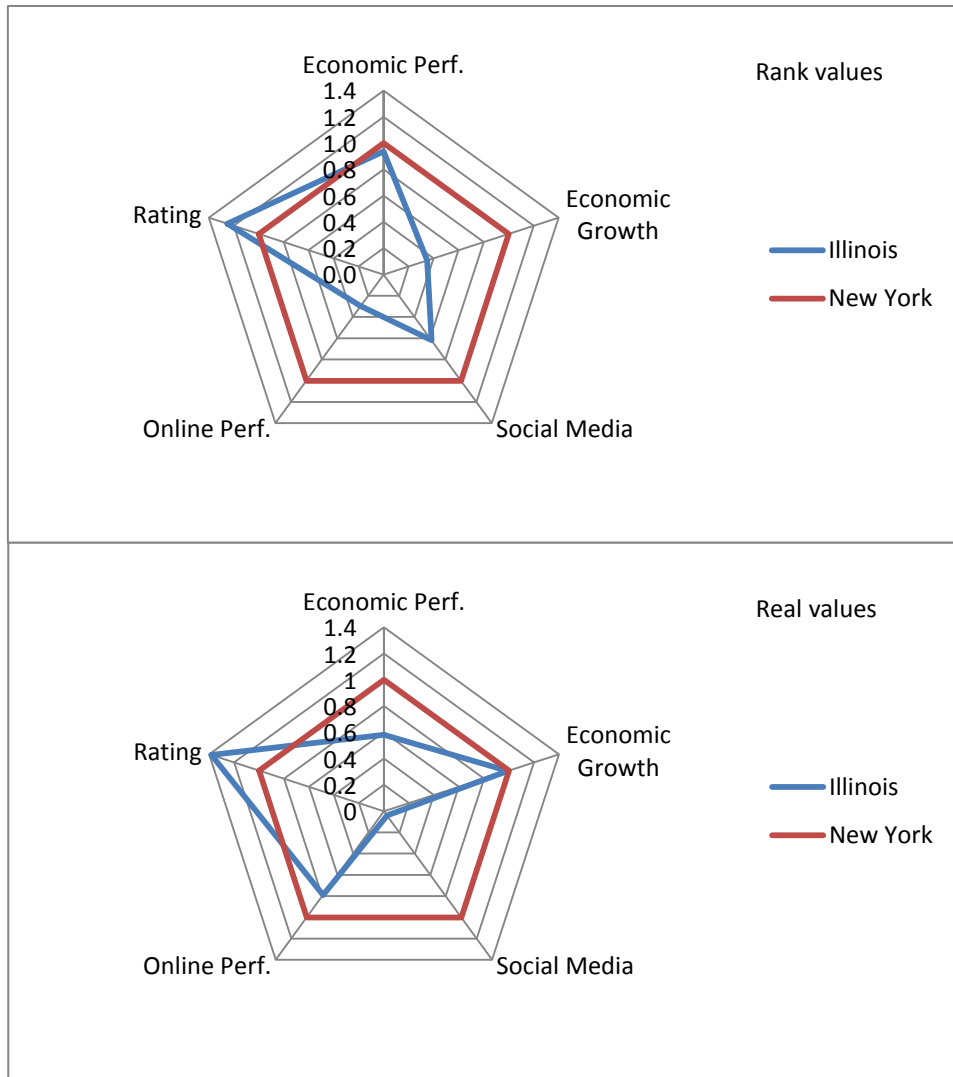 Economic Perf.
Rank values
1.4
1.2
1.0
0.8
0.6
0.4
0.2
0.0
Rating
Economic
Growth
Illinois
New York
Online Perf.
Social Media
Economic Perf.
Real values
1.4
1.2
1
0.8
0.6
0.4
0.2
0
Rating
Economic
Growth
Illinois
New York
Online Perf.
Social Media